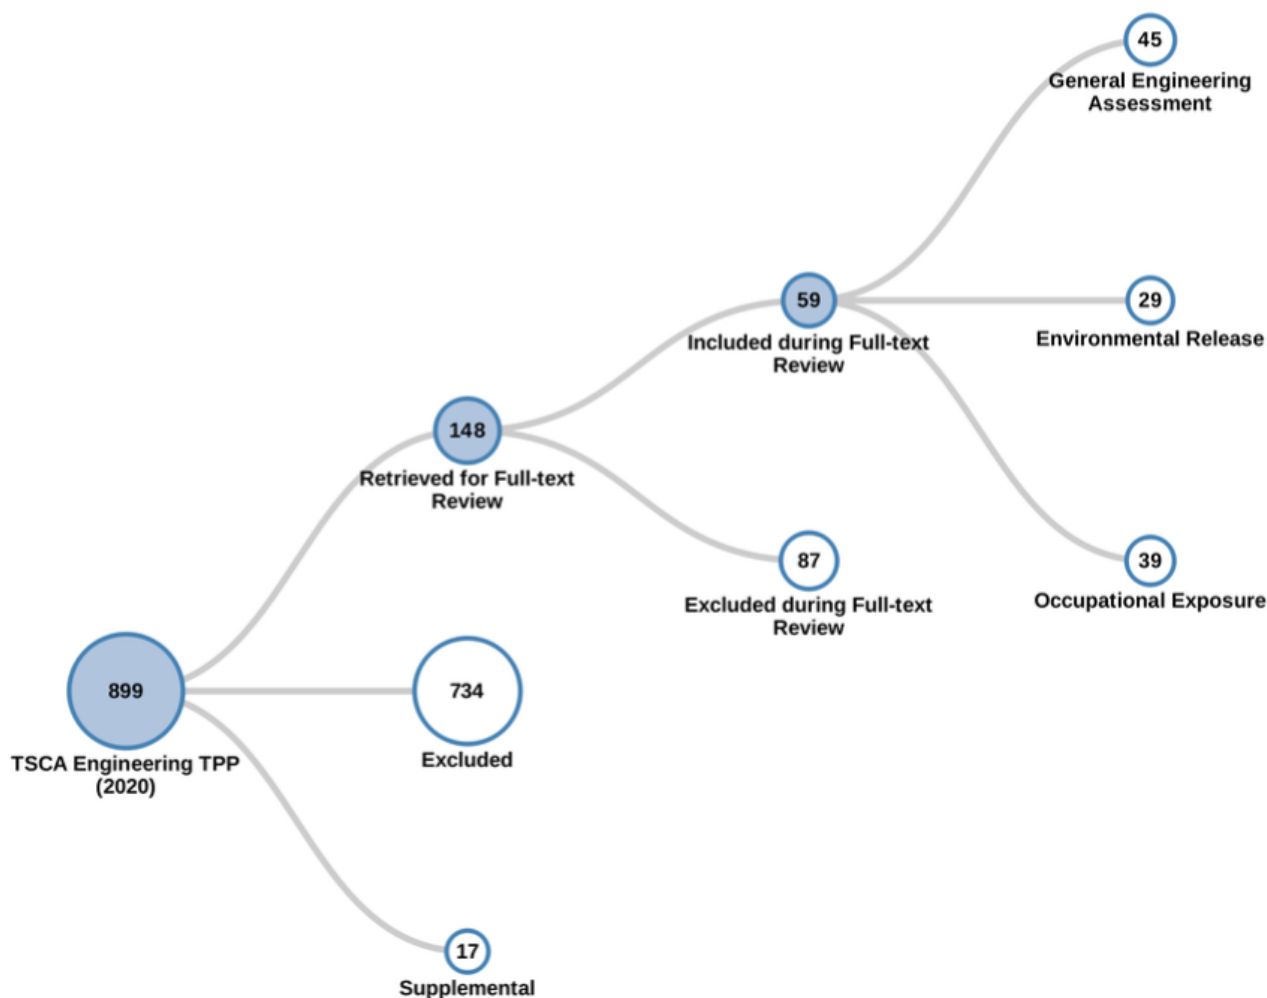 45
General Engineering
Assessment
59
Included during Full-text
Review
29
Environmental Release
148
Retrieved for Full-text
Review
87
Excluded during Full-text
Review
39
Occupational Exposure
899
TSCA Engineering TPP
(2020)
734
Excluded
17
Supplemental